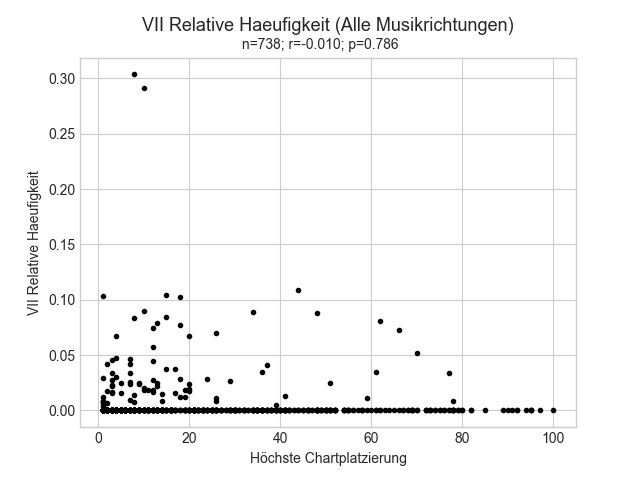 VII Relative Haeufigkeit (Alle Musikrichtungen)
n=738; r=-0.010; p=0.786
VII Relative Haeufigkeit
0.30
0.25
0.20
0.15
0.10
0.05
0.00
0 20 40 60 80 100
Höchste Chartplatzierung